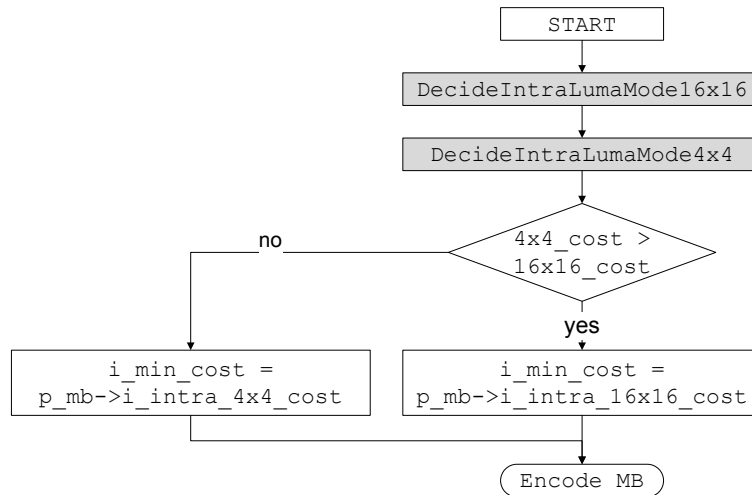 START
DecideIntraLumaMode16x16
DecideIntraLumaMode4x4
4x4_cost >
16x16_cost
no
yes
i_min_cost =
p_mb->i_intra_4x4_cost
i_min_cost =
p_mb->i_intra_16x16_cost
Encode MB